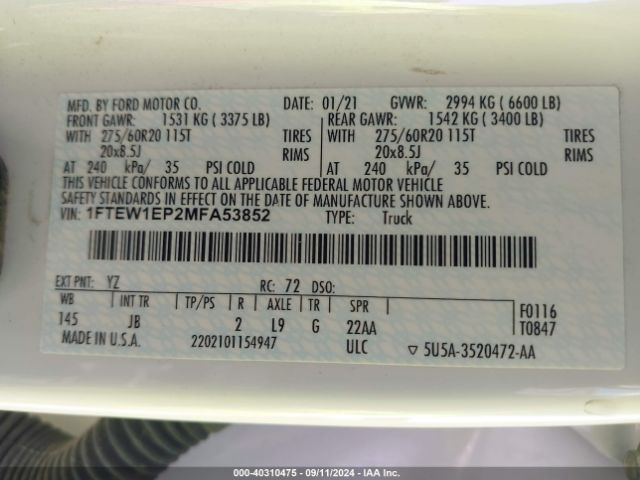 MFD. BY FORD MOTOR CO. DATE: 01/21 GVWR: 2994 KG ( 6600 LB)
FRONT GAWR: 1531 KG ( 3375 LB) REAR GAWR: 1542 KG ( 3400 LB)
WITH 275/60R20 115T TIRES WITH 275/60R20 115T TIRES
20x8.5J RIMS 20x8.5J RIMS
AT 240 kPa/ 35 PSI COLD AT 240 kPa/ 35 PSI COLD
THIS VEHICLE CONFORMS TO ALL APPLICABLE FEDERAL MOTOR VEHICLE
SAFETY STANDARDS IN EFFECT ON THE DATE OF MANUFACTURE SHOWN ABOVE.
VIN: 1FTEW1EP2MFA53852 TYPE: Truck
EXT PNT: YZ RC: 72 DSO:
WB INT TR TP/PS R AXLE TR SPR F0116
145 JB 2 L9 G 22AA T0847
MADE IN U.S.A. 2202101154947 ULC ▽ 5U5A-3520472-AA
000-40310475 - 09/11/2024 - IAA Inc.